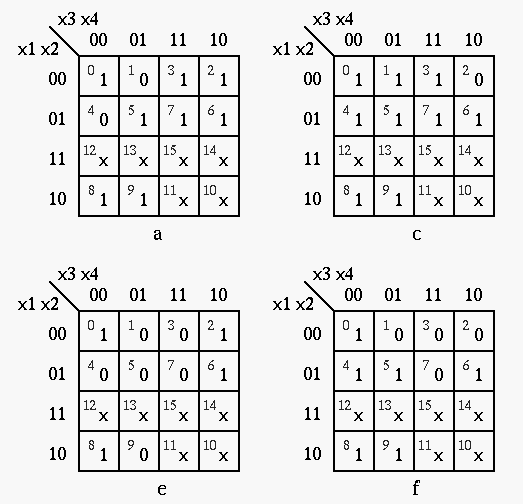 x3 x4 x3 x4
x1 x2 00 01 11 10 x1 x2 00 01 11 10
00 0 1 1 0 3 1 2 1 00 0 1 1 1 3 1 2 0
01 4 0 5 1 7 1 6 1 01 4 1 5 1 7 1 6 1
11 12 x 13 x 15 x 14 x 11 12 x 13 x 15 x 14 x
10 8 1 9 1 11 x 10 x 10 8 1 9 1 11 x 10 x
a c
x3 x4 x3 x4
x1 x2 00 01 11 10 x1 x2 00 01 11 10
00 0 1 1 0 3 0 2 1 00 0 1 1 0 3 0 2 0
01 4 0 5 0 7 0 6 1 01 4 1 5 1 7 0 6 1
11 12 x 13 x 15 x 14 x 11 12 x 13 x 15 x 14 x
10 8 1 9 0 11 x 10 x 10 8 1 9 1 11 x 10 x
e f